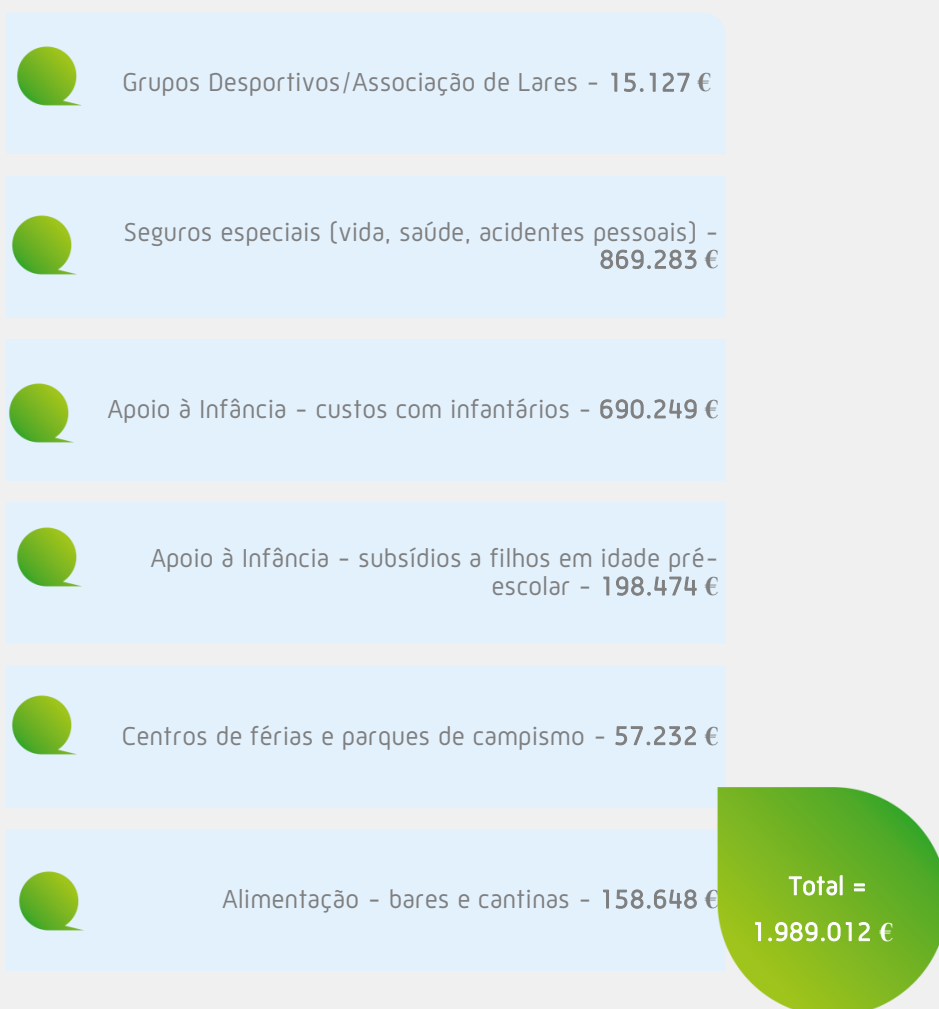 Grupos Desportivos/Associação de Lares - 15.127 €
Seguros especiais (vida, saúde, acidentes pessoais) -
869.283 €
Apoio à Infância - custos com infantários - 690.249 €
Apoio à Infância - subsídios a filhos em idade pré-
escolar - 198.474 €
Centros de férias e parques de campismo - 57.232 €
Alimentação - bares e cantinas - 158.648 €
Total =
1.989.012 €